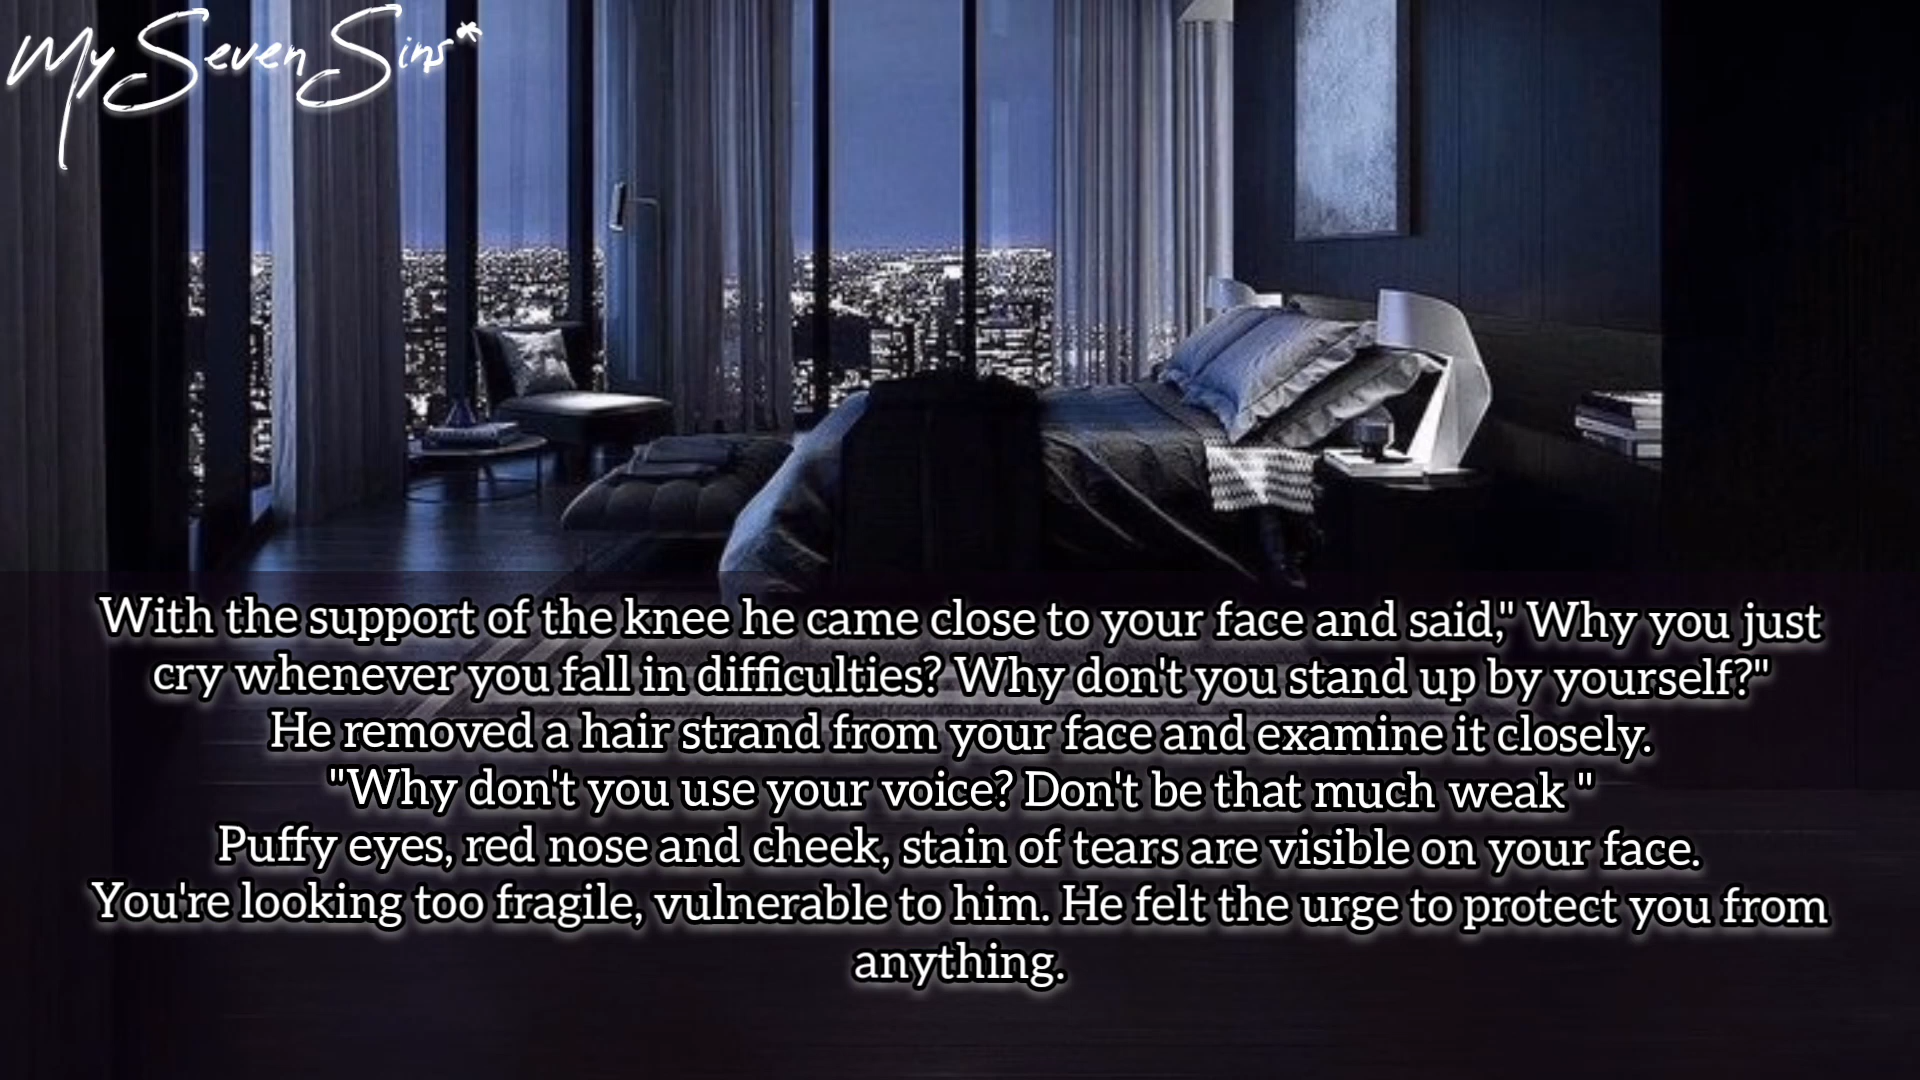 My Seven Sins*
With the support of the knee he came close to your face and said," Why you just
cry whenever you fall in difficulties? Why don't you stand up by yourself?"
He removed a hair strand from your face and examine it closely.
"Why don't you use your voice? Don't be that much weak "
Puffy eyes, red nose and cheek, stain of tears are visible on your face.
You're looking too fragile, vulnerable to him. He felt the urge to protect you from
anything.